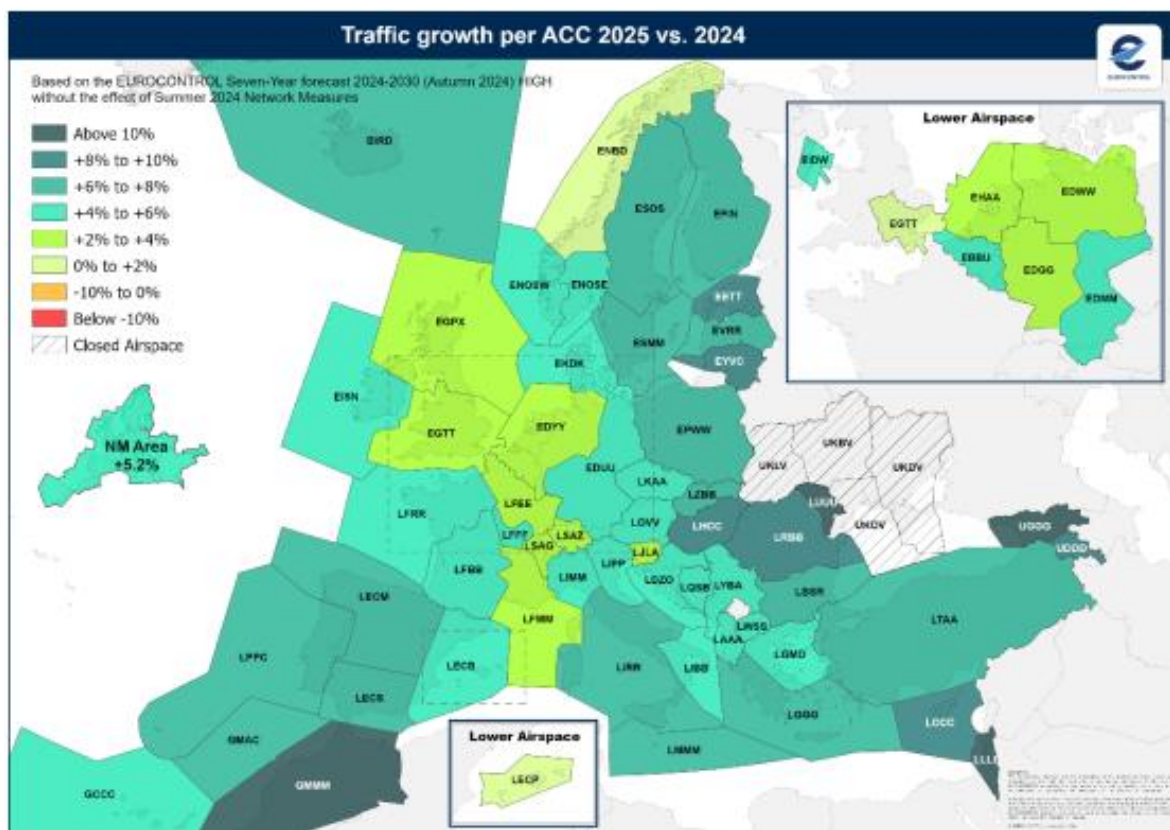 Traffic growth per ACC 2025 vs. 2024
EUROCONTROL
Based on the EUROCONTROL Seven-Year forecast 2024-2030 (Autumn 2024) HIGH
without the effect of Summer 2024 Network Measures
Above 10%
+8% to +10%
+6% to +8%
+4% to +6%
+2% to +4%
0% to +2%
-10% to 0%
Below -10%
Closed Airspace
NM Area
+5.2%
Lower Airspace
EIDW
EGTT
EHAA
EDWW
EBBU
EDGG
EDMM
BIRD
ENBD
ESOS
EFIN
ENOSW
ENOSE
EETT
EGPX
ESMM
EVRR
EKDK
EYVC
EISN
EGTT
EDYY
EPWW
UKLV
UKBV
UKDV
EDUU
LKAA
LFEE
LZBB
LUUU
UKOV
LFRR
LFFF
LOVV
LHCC
LRBB
UGGG
LSAG
LSAZ
LJLA
UDDD
LFBB
LIMM
LIPP
LDZO
LQSB
LYBA
LBSR
LECM
LFMM
LWSS
LTAA
LAAA
LPPC
LECB
LIRR
LIBB
LGMD
LECS
GMAC
LGGG
LCCC
LMMM
LLLL
GCCC
GMMM
Lower Airspace
LECP